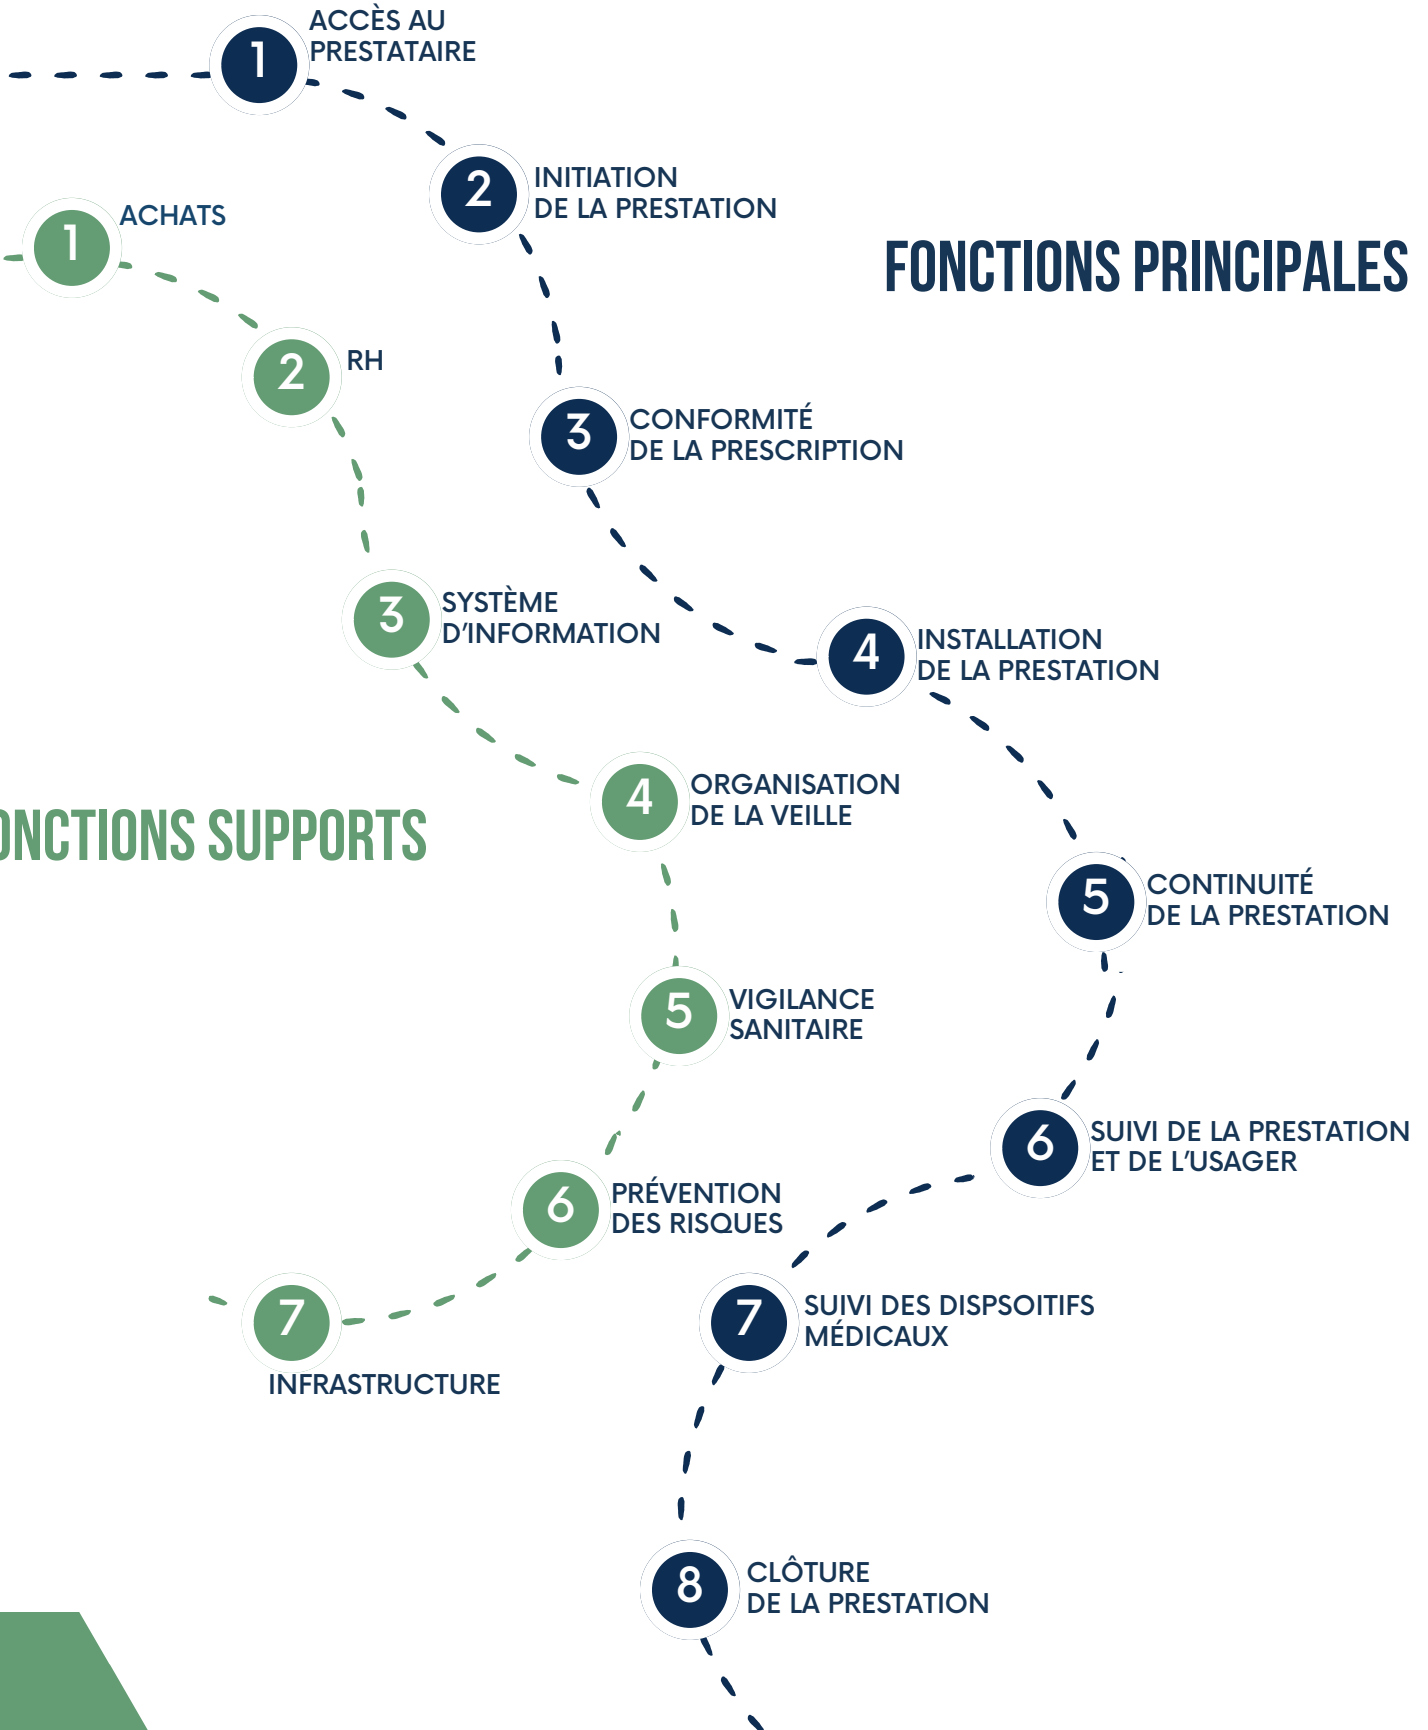 1
ACCÈS AU
PRESTATAIRE
2
INITIATION
DE LA PRESTATION
1
ACHATS
FONCTIONS PRINCIPALES
2
RH
3
CONFORMITÉ
DE LA PRESCRIPTION
3
SYSTÈME
D'INFORMATION
4
INSTALLATION
DE LA PRESTATION
4
ORGANISATION
DE LA VEILLE
ONCTIONS SUPPORTS
5
CONTINUITÉ
DE LA PRESTATION
5
VIGILANCE
SANITAIRE
6
SUIVI DE LA PRESTATION
ET DE L'USAGER
6
PRÉVENTION
DES RISQUES
7
INFRASTRUCTURE
7
SUIVI DES DISPSOITIFS
MÉDICAUX
8
CLÔTURE
DE LA PRESTATION